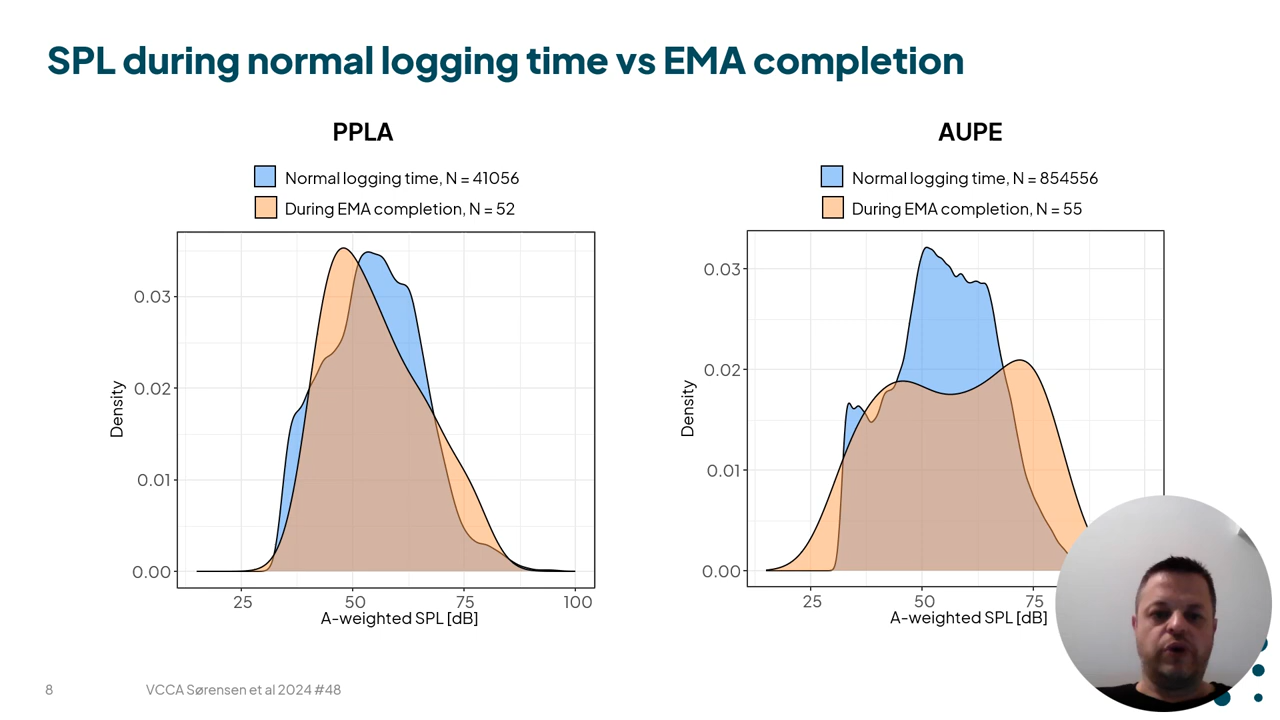 SPL during normal logging time vs EMA completion
PPLA
Normal logging time, N = 41056
During EMA completion, N = 52
Density
0.03
0.02
0.01
0.00
25
50
75
100
A-weighted SPL [dB]
AUPE
Normal logging time, N = 854556
During EMA completion, N = 55
Density
0.03
0.02
0.01
0.00
25
50
75
A-weighted SPL [dB]
8
VCCA Sørensen et al 2024 #48